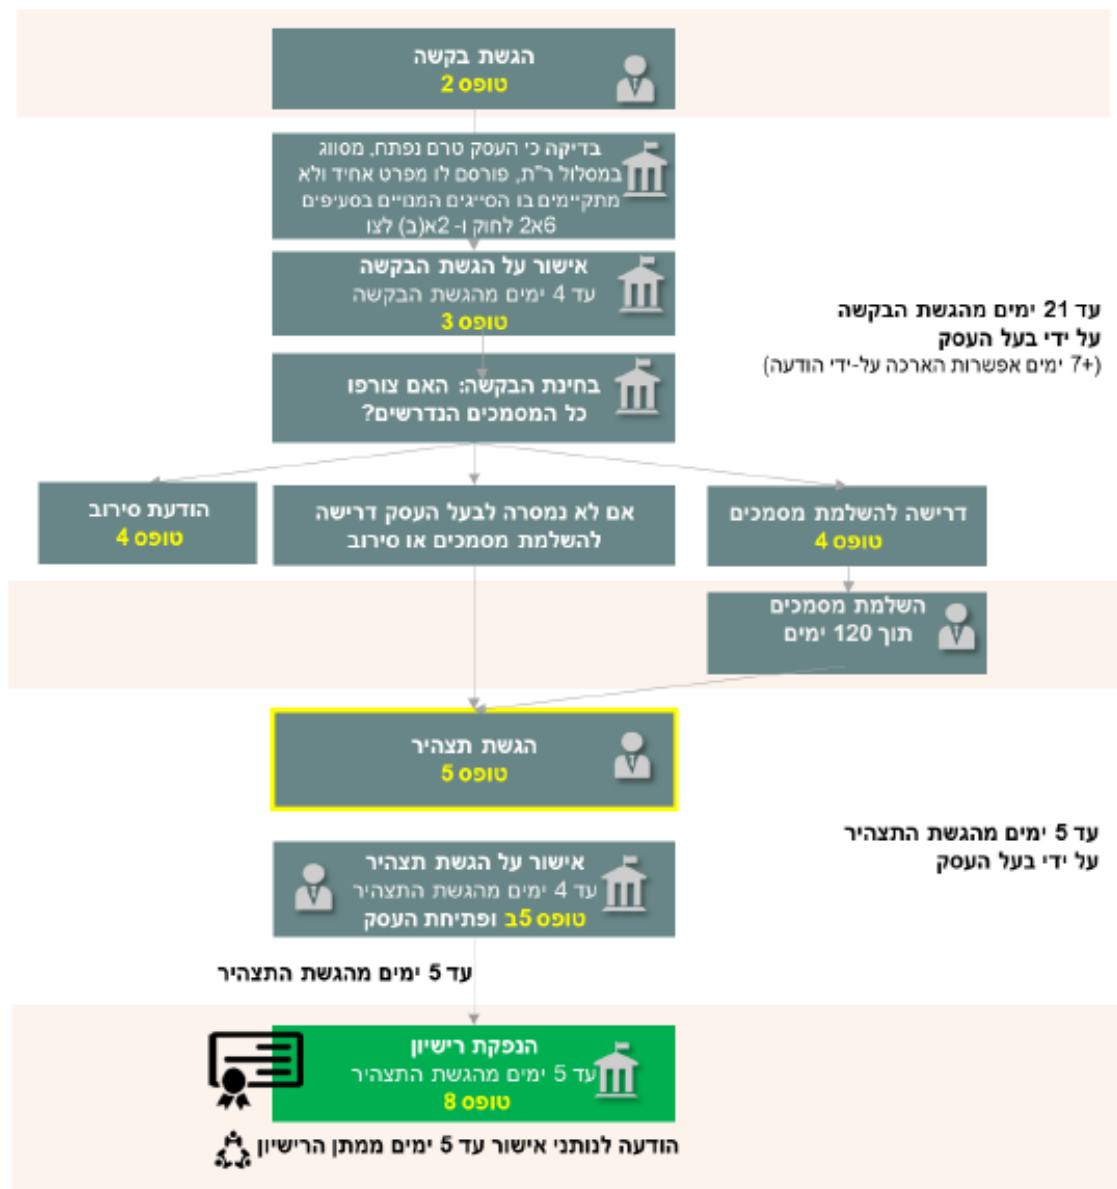 הגשת בקשה
טופס 2
בדיקה כי העסק טרם נפתח, מסווג
במסלול ר"ת, פורסם לו מפרט אחיד ולא
מתקיימים בו הסייגים המנויים בסעיפים
6א2 לחוק ו- 2א(ב) לצו
אישור על הגשת הבקשה
עד 4 ימים מהגשת הבקשה
טופס 3
עד 21 ימים מהגשת הבקשה
על ידי בעל העסק
(+7 ימים אפשרות הארכה על-ידי הודעה)
בחינת הבקשה: האם צורפו
כל המסמכים הנדרשים?
דרישה להשלמת מסמכים
טופס 4
אם לא נמסרה לבעל העסק דרישה
להשלמת מסמכים או סירוב
הודעת סירוב
טופס 4
השלמת מסמכים
תוך 120 ימים
הגשת תצהיר
טופס 5
עד 5 ימים מהגשת התצהיר
על ידי בעל העסק
אישור על הגשת תצהיר
עד 4 ימים מהגשת התצהיר
טופס 5ב ופתיחת העסק
עד 5 ימים מהגשת התצהיר
הנפקת רישיון
עד 5 ימים מהגשת התצהיר
טופס 8
הודעה לנותני אישור עד 5 ימים ממתן הרישיון